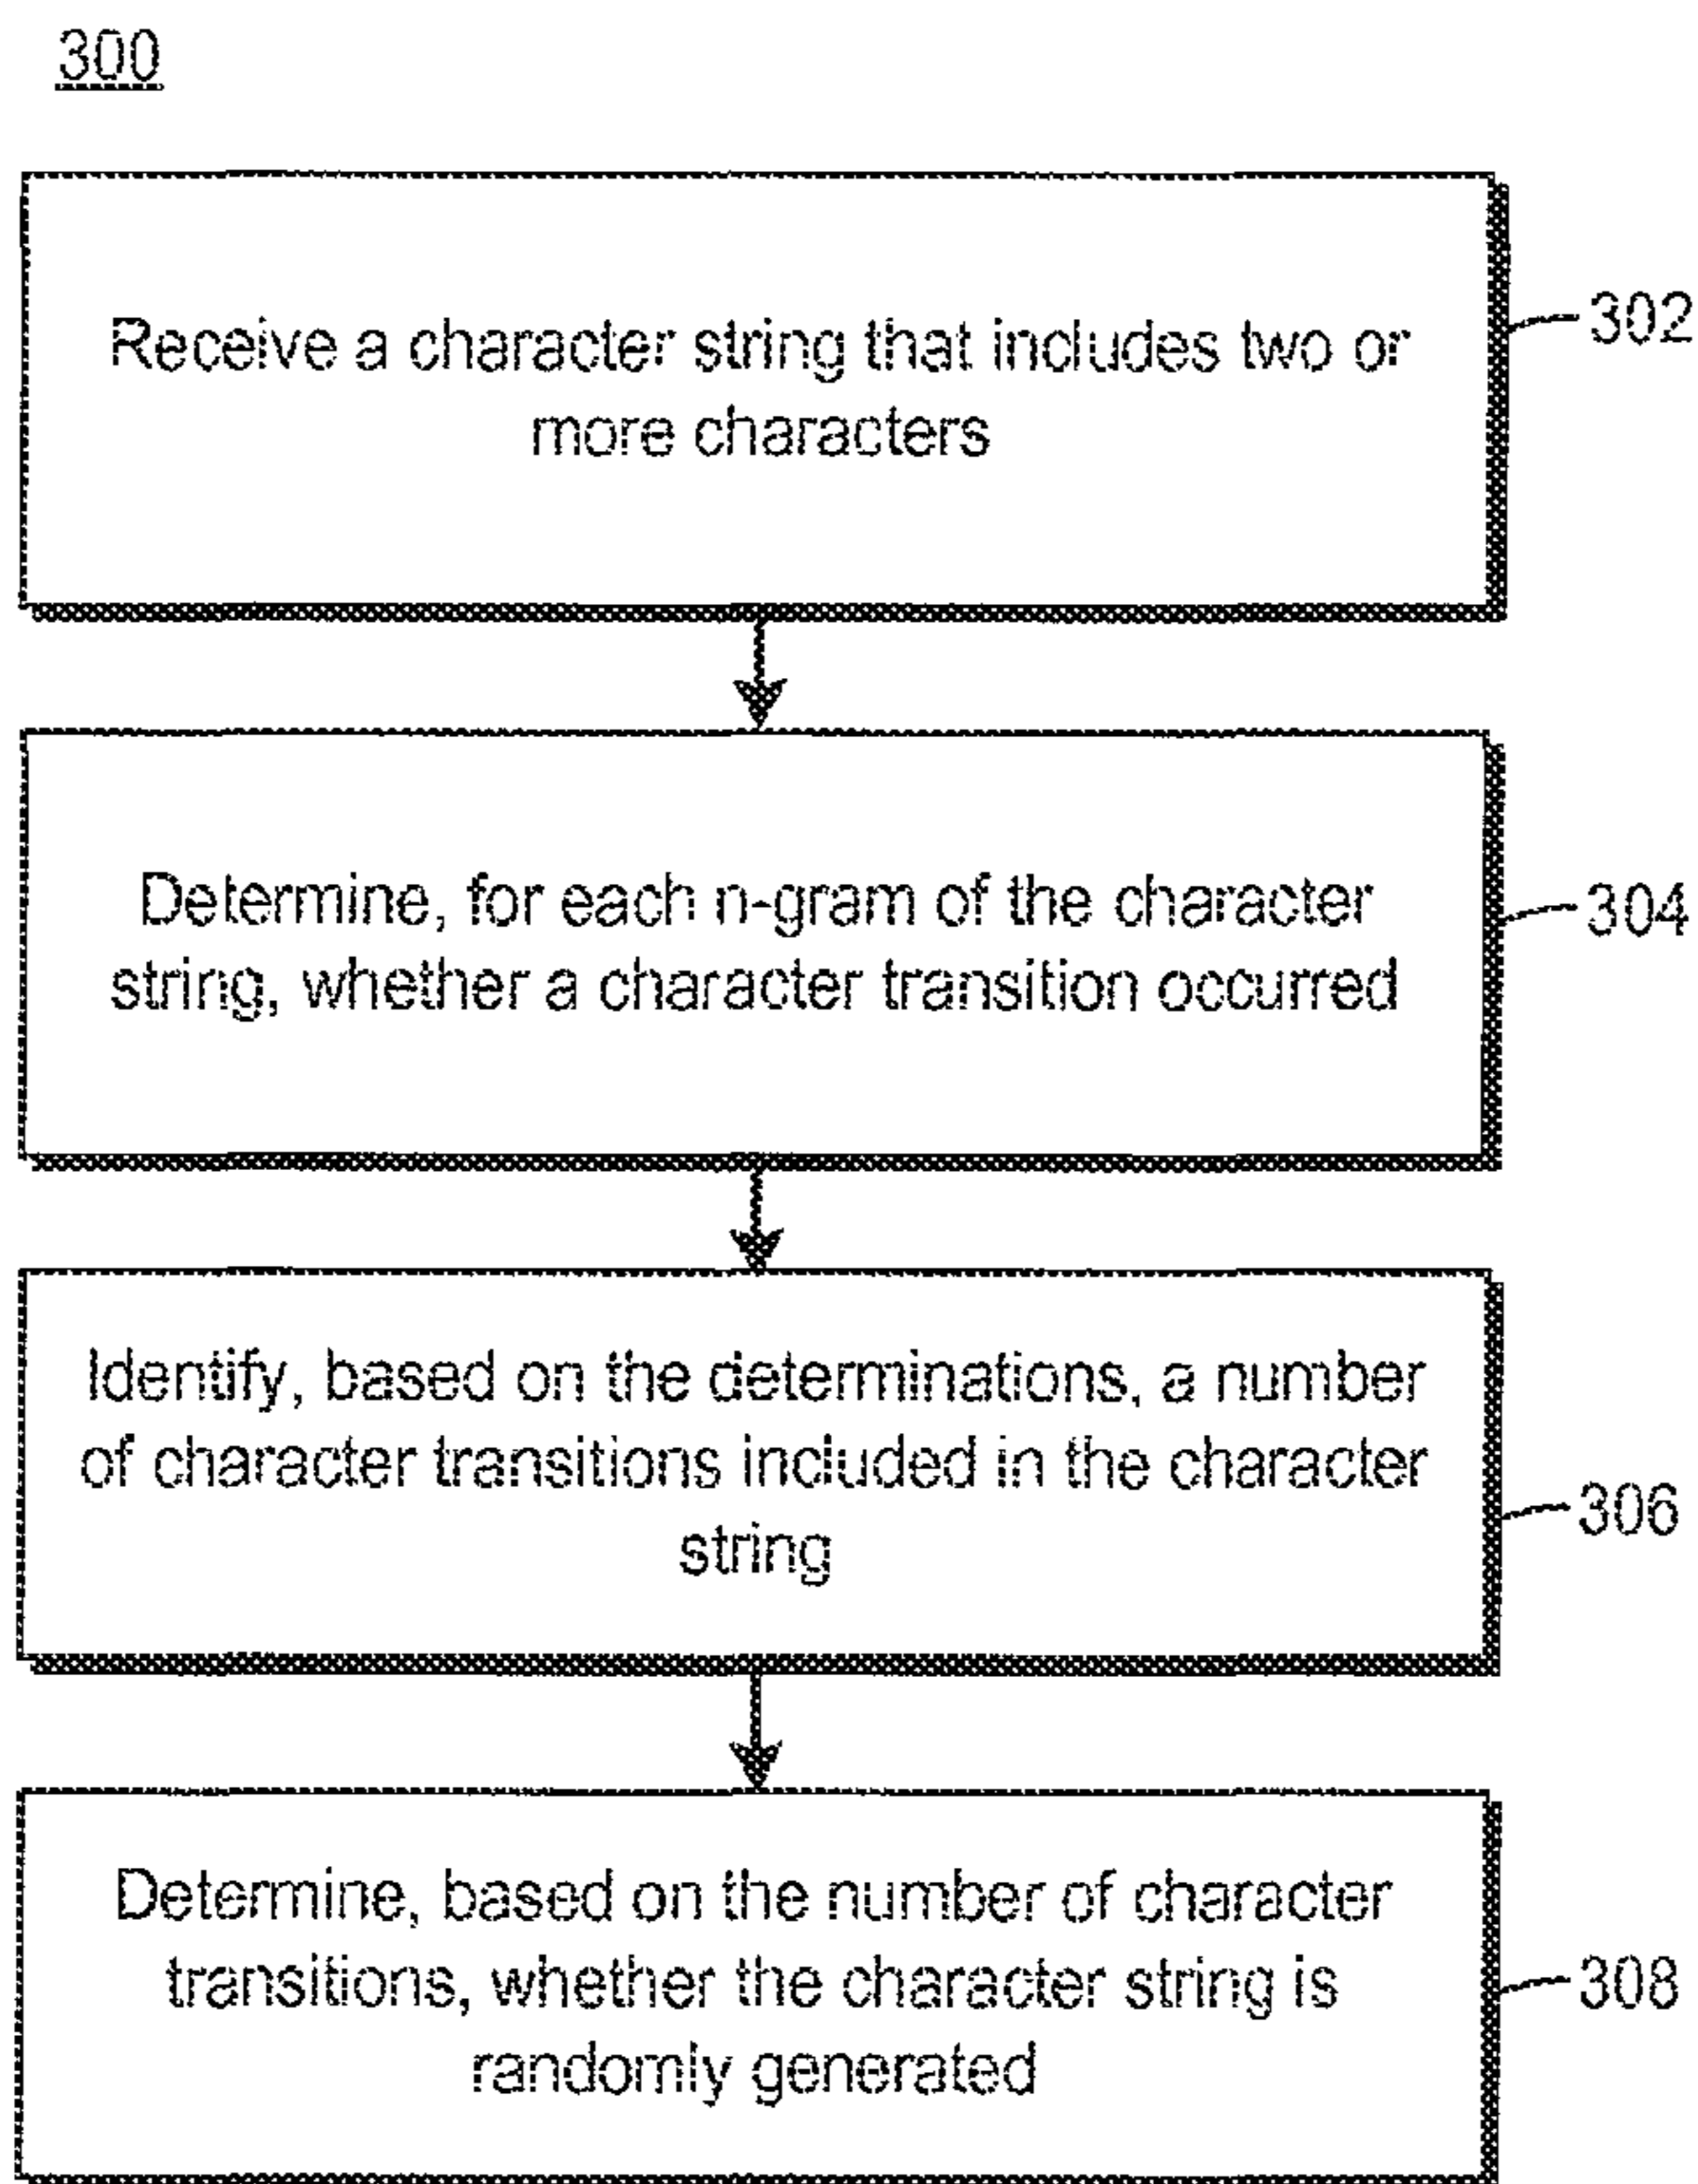 300
Receive a character string that includes two or
more characters
302
Determine, for each n-gram of the character
string, whether a character transition occurred
304
Identify, based on the determinations, a number
of character transitions included in the character
string
306
Determine, based on the number of character
transitions, whether the character string is
randomly generated
308